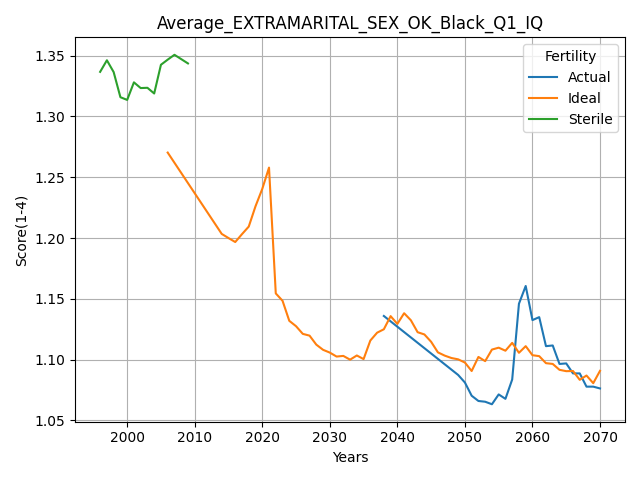 Average_EXTRAMARITAL_SEX_OK_Black_Q1_IQ
Fertility
Actual
Ideal
Sterile
Score(1-4)
1.35
1.30
1.25
1.20
1.15
1.10
1.05
2000 2010 2020 2030 2040 2050 2060 2070
Years